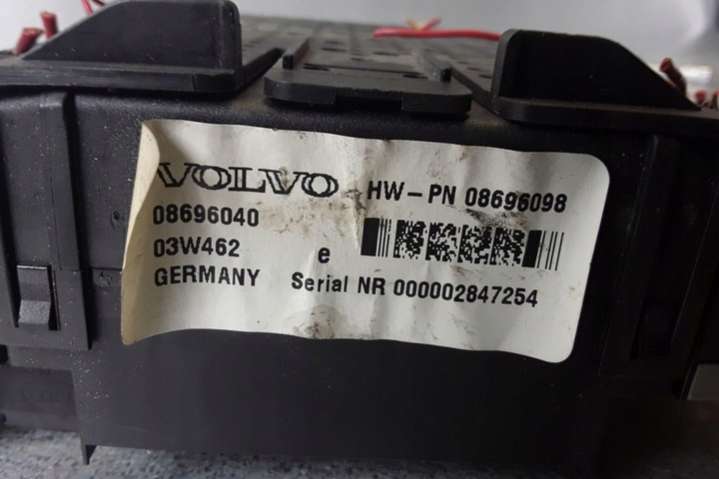 VOLVO HW-PN 08696098
08696040
03W462 e
GERMANY Serial NR 000002847254